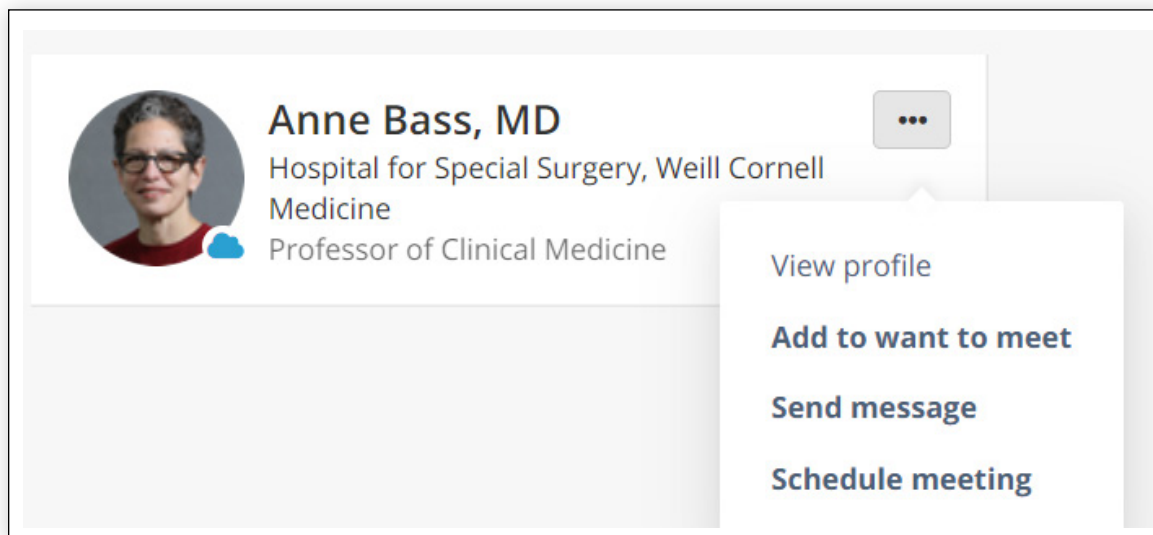 Anne Bass, MD
Hospital for Special Surgery, Weill Cornell
Medicine
Professor of Clinical Medicine
View profile
Add to want to meet
Send message
Schedule meeting